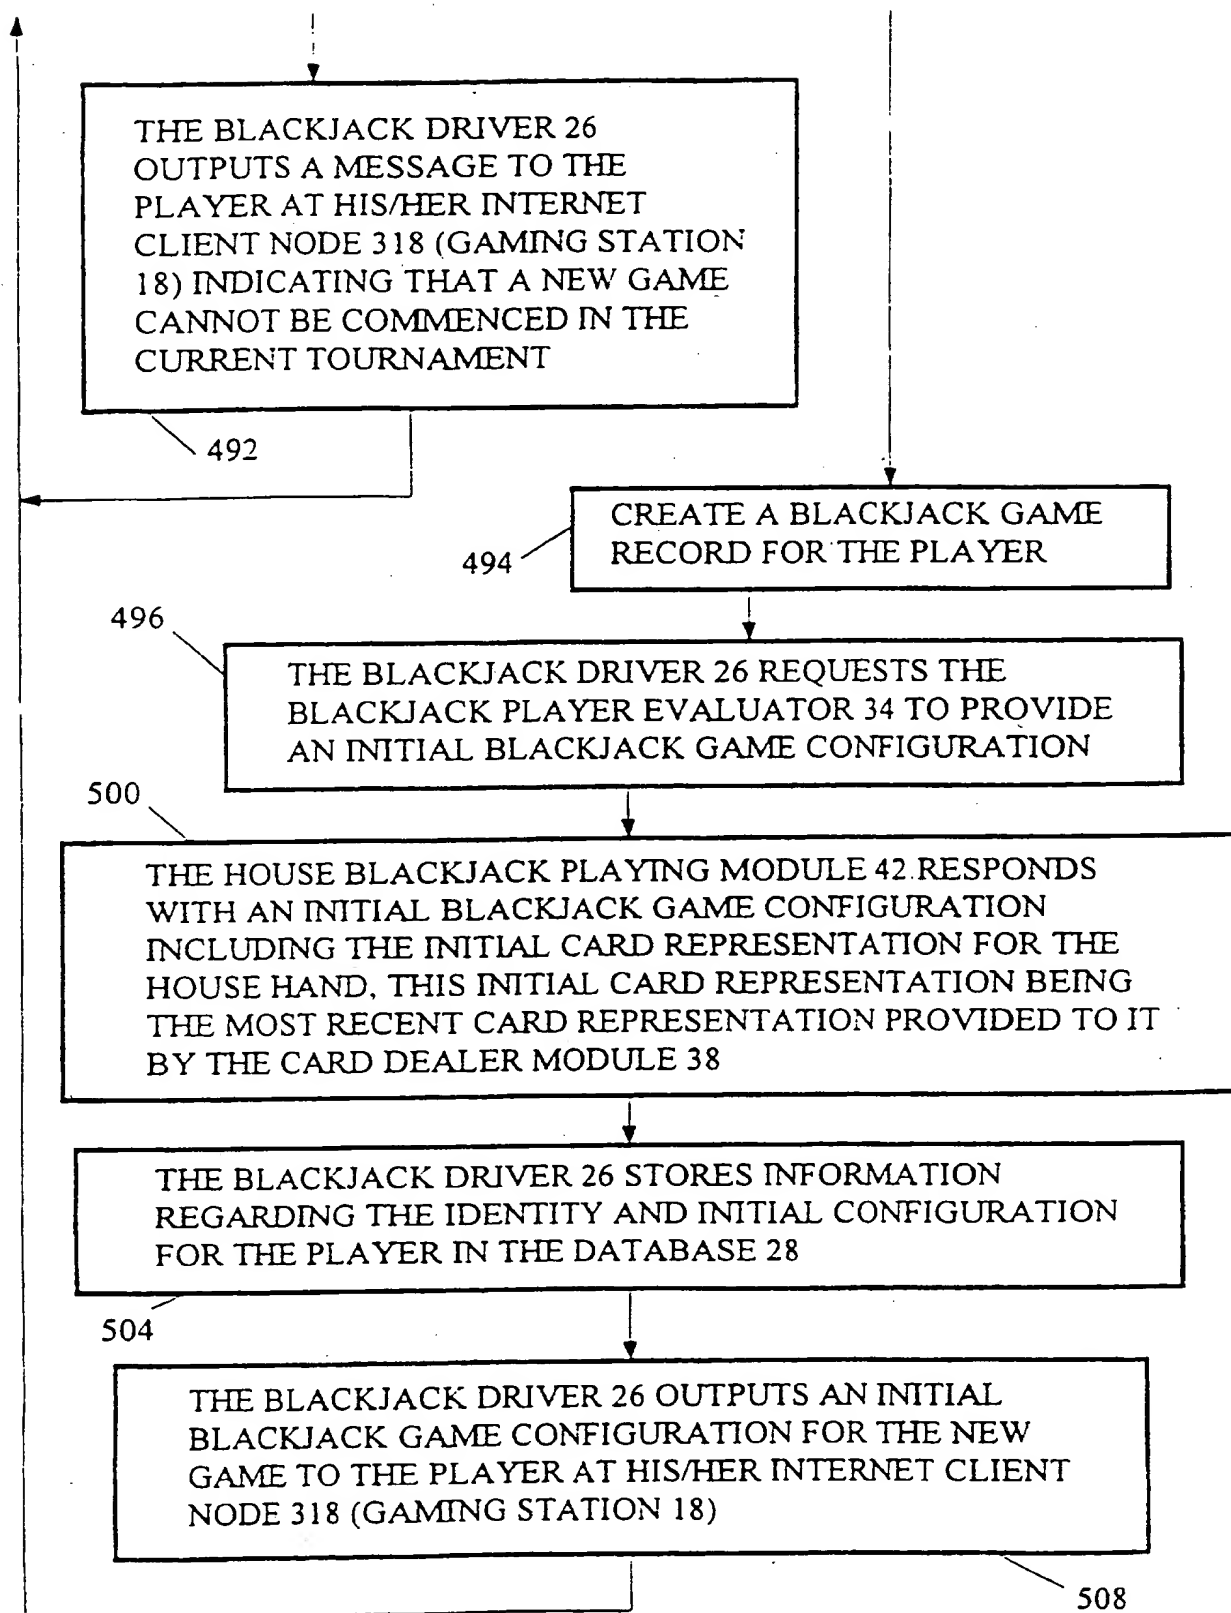 THE BLACKJACK DRIVER 26
OUTPUTS A MESSAGE TO THE
PLAYER AT HIS/HER INTERNET
CLIENT NODE 318 (GAMING STATION
18) INDICATING THAT A NEW GAME
CANNOT BE COMMENCED IN THE
CURRENT TOURNAMENT
492
CREATE A BLACKJACK GAME
RECORD FOR THE PLAYER
494
496
THE BLACKJACK DRIVER 26 REQUESTS THE
BLACKJACK PLAYER EVALUATOR 34 TO PROVIDE
AN INITIAL BLACKJACK GAME CONFIGURATION
500
THE HOUSE BLACKJACK PLAYING MODULE 42 RESPONDS
WITH AN INITIAL BLACKJACK GAME CONFIGURATION
INCLUDING THE INITIAL CARD REPRESENTATION FOR THE
HOUSE HAND, THIS INITIAL CARD REPRESENTATION BEING
THE MOST RECENT CARD REPRESENTATION PROVIDED TO IT
BY THE CARD DEALER MODULE 38
THE BLACKJACK DRIVER 26 STORES INFORMATION
REGARDING THE IDENTITY AND INITIAL CONFIGURATION
FOR THE PLAYER IN THE DATABASE 28
504
THE BLACKJACK DRIVER 26 OUTPUTS AN INITIAL
BLACKJACK GAME CONFIGURATION FOR THE NEW
GAME TO THE PLAYER AT HIS/HER INTERNET CLIENT
NODE 318 (GAMING STATION 18)
508